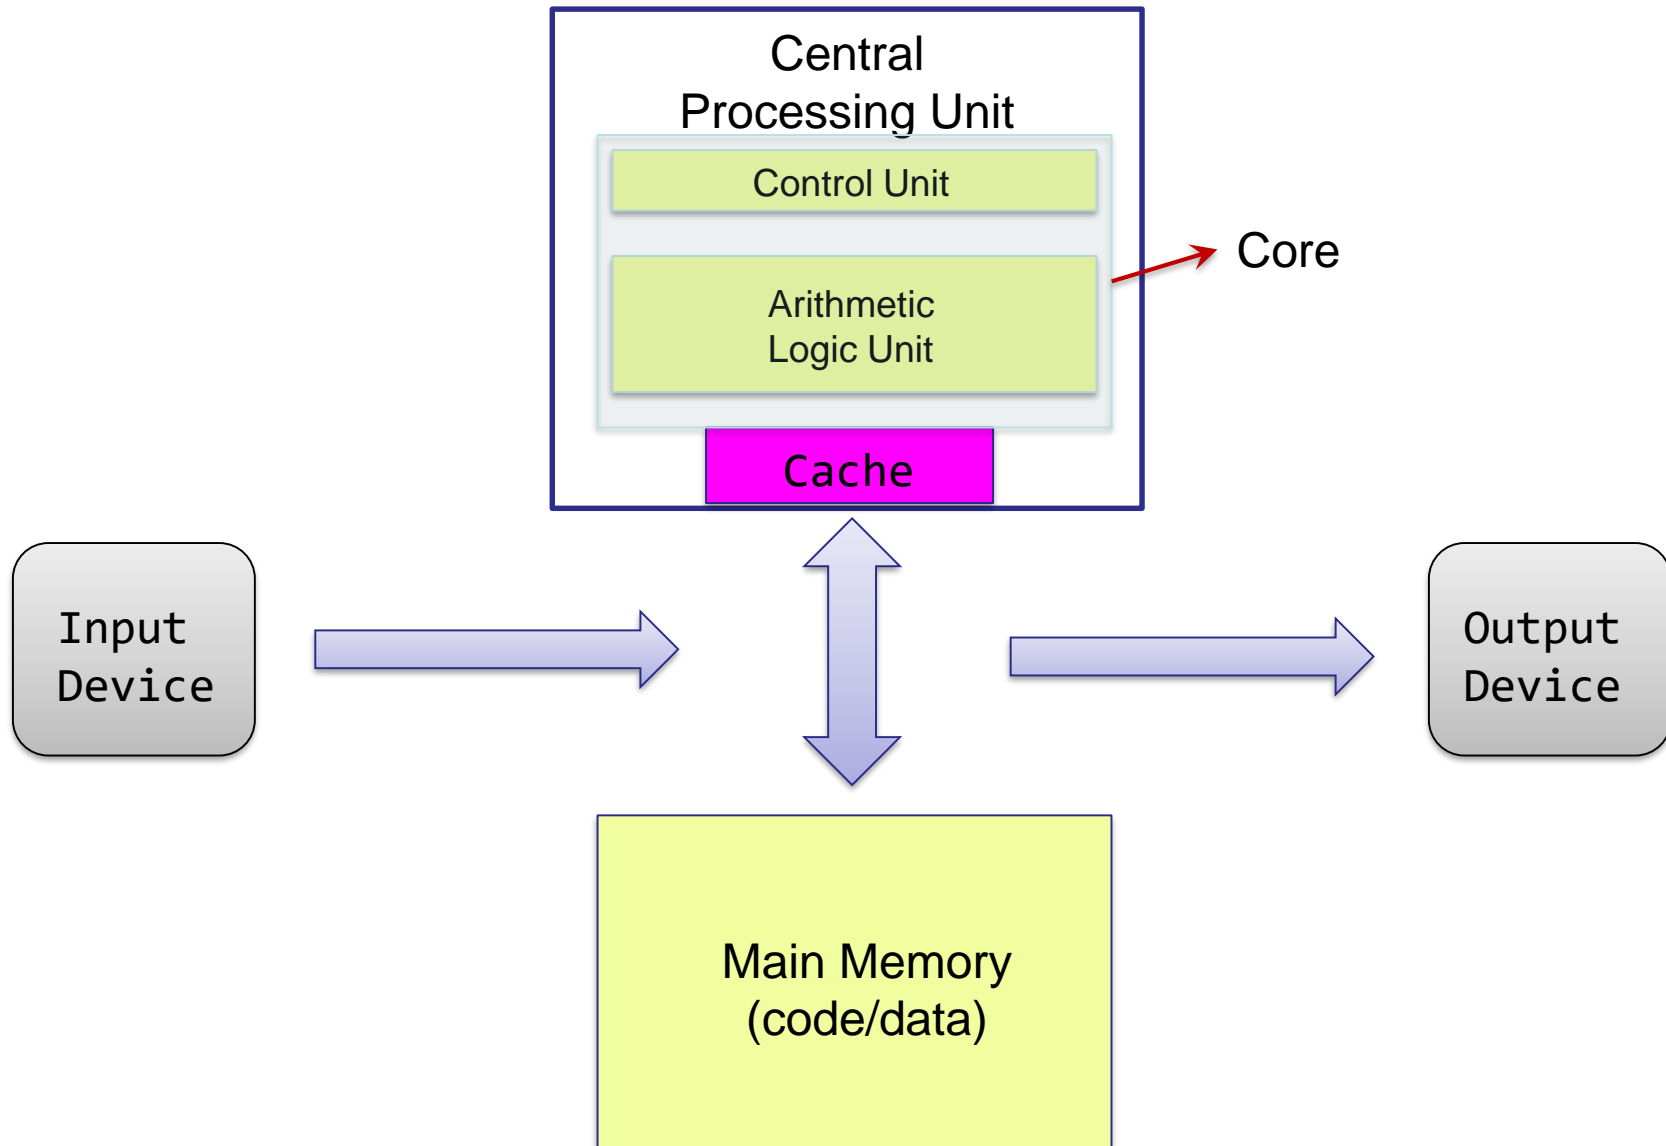 Central
Processing Unit
Control Unit
Core
Arithmetic
Logic Unit
Cache
Input
Device
Output
Device
Main Memory
(code/data)